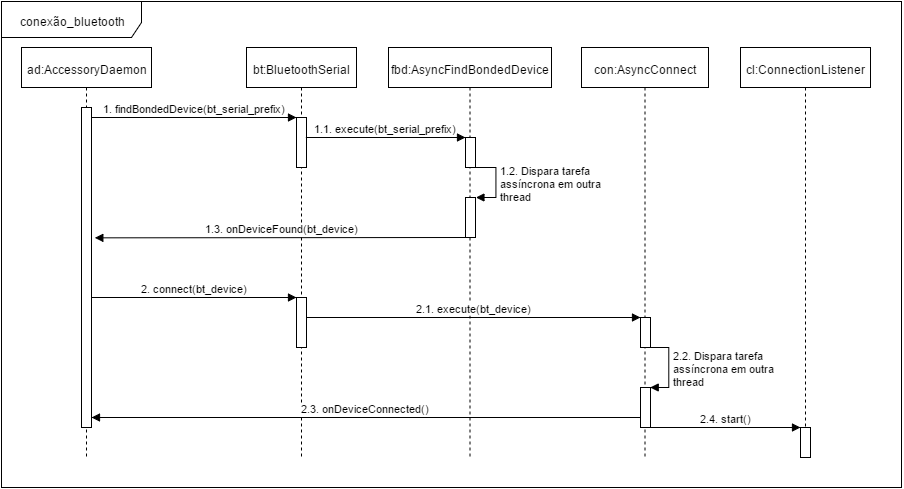 conexão_bluetooth
ad:AccessoryDaemon
bt:BluetoothSerial
fbd:AsyncFindBondedDevice
con:AsyncConnect
cl:ConnectionListener
1. findBondedDevice(bt_serial_prefix)
1.1. execute(bt_serial_prefix)
1.2. Dispara tarefa
assíncrona em outra
thread
1.3. onDeviceFound(bt_device)
2. connect(bt_device)
2.1. execute(bt_device)
2.2. Dispara tarefa
assíncrona em outra
thread
2.3. onDeviceConnected()
2.4. start()